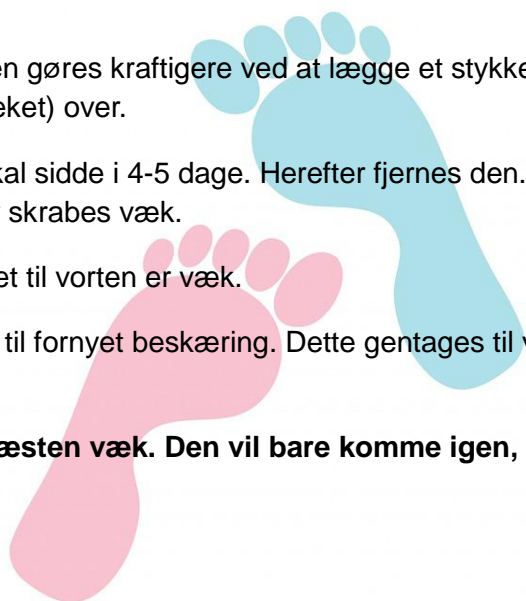 en gøres kraftigere ved at lægge et stykke
eket) over.
kal sidde i 4-5 dage. Herefter fjernes den.
skrabes væk.
et til vorten er væk.
til fornyet beskæring. Dette gentages til v
æsten væk. Den vil bare komme igen,